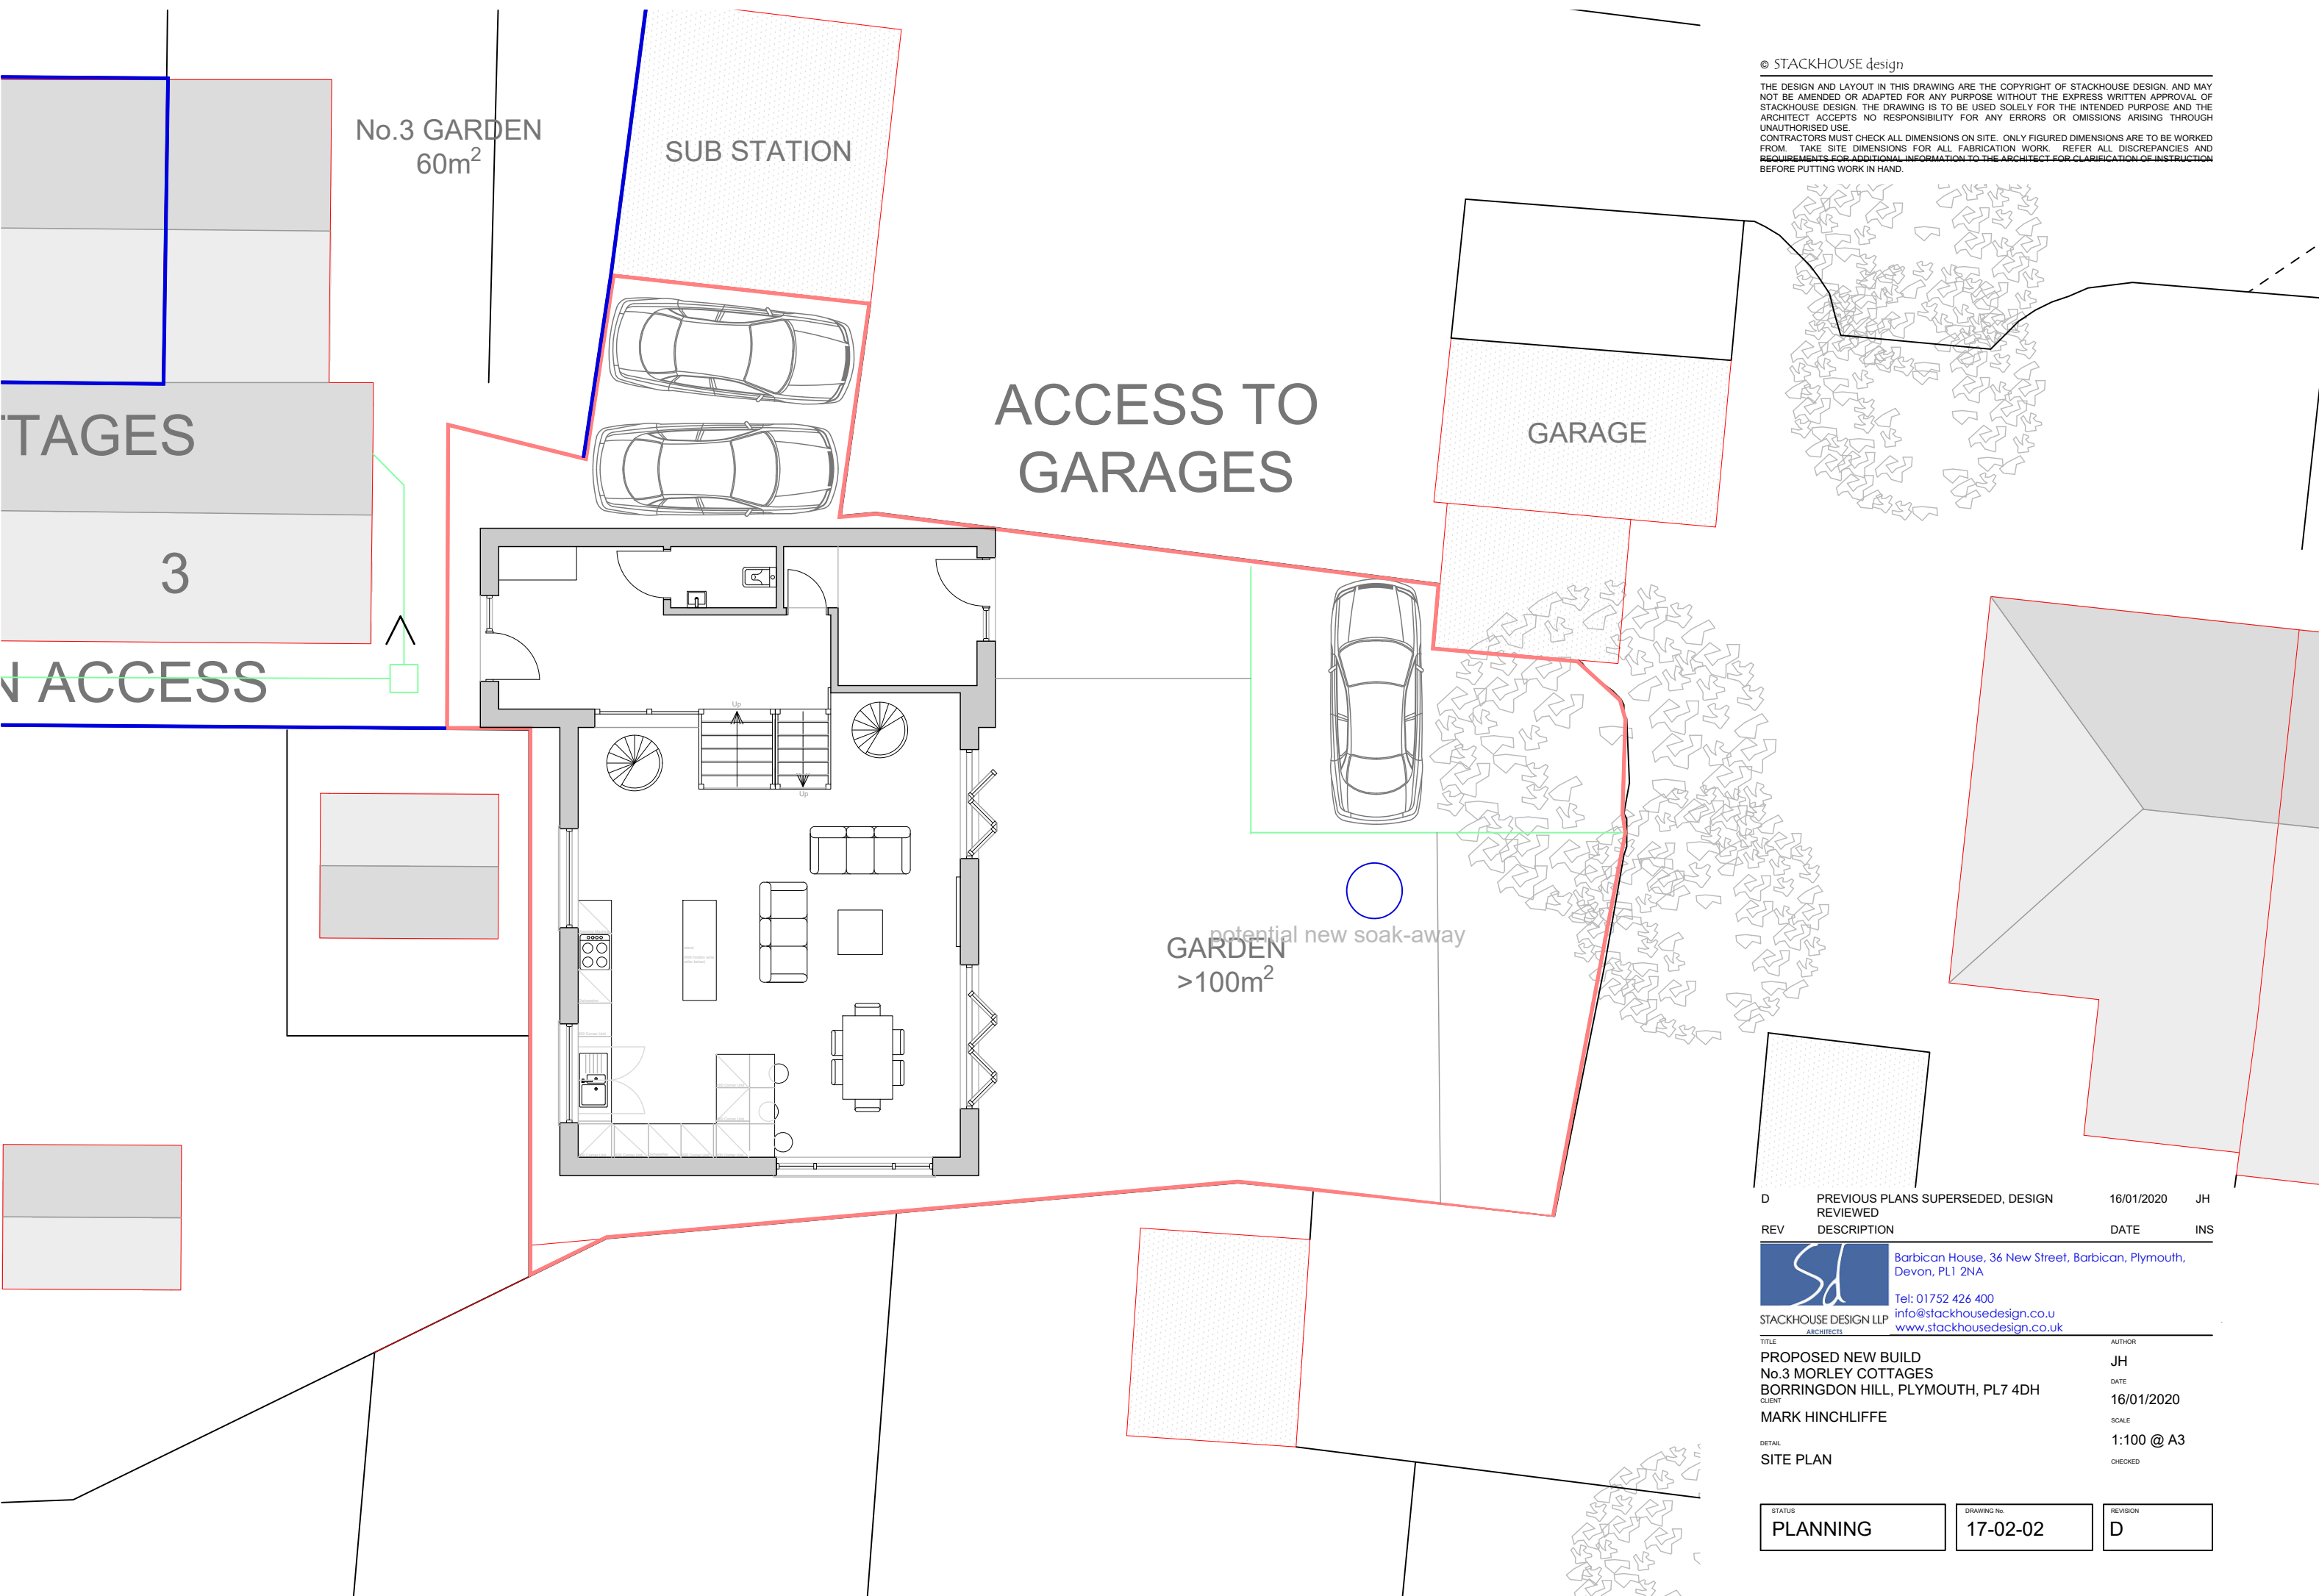 No.3 GARDEN
60m²
SUB STATION
© STACKHOUSE design
THE DESIGN AND LAYOUT IN THIS DRAWING ARE THE COPYRIGHT OF STACKHOUSE DESIGN. AND MAY
NOT BE AMENDED OR ADAPTED FOR ANY PURPOSE WITHOUT THE EXPRESS WRITTEN APPROVAL OF
STACKHOUSE DESIGN. THE DRAWING IS TO BE USED SOLELY FOR THE INTENDED PURPOSE AND THE
ARCHITECT ACCEPTS NO RESPONSIBILITY FOR ANY ERRORS OR OMISSIONS ARISING THROUGH
UNAUTHORISED USE.
CONTRACTORS MUST CHECK ALL DIMENSIONS ON SITE. ONLY FIGURED DIMENSIONS ARE TO BE WORKED
FROM. TAKE SITE DIMENSIONS FOR ALL FABRICATION WORK. REFER ALL DISCREPANCIES AND
REQUIREMENTS FOR ADDITIONAL INFORMATION TO THE ARCHITECT FOR CLARIFICATION OF INSTRUCTION
BEFORE PUTTING WORK IN HAND.
ACCESS TO
GARAGES
GARAGE
TTAGES
3
N ACCESS
Up
Up
potential new soak-away
GARDEN
>100m²
D PREVIOUS PLANS SUPERSEDED, DESIGN 16/01/2020 JH
REVIEWED
REV DESCRIPTION DATE INS
Sd
Barbican House, 36 New Street, Barbican, Plymouth,
Devon, PL1 2NA
Tel: 01752 426 400
info@stackhousedesign.co.u
www.stackhousedesign.co.uk
STACKHOUSE DESIGN LLP
ARCHITECTS
TITLE
PROPOSED NEW BUILD
No.3 MORLEY COTTAGES
BORRINGDON HILL, PLYMOUTH, PL7 4DH
CLIENT
MARK HINCHLIFFE
DETAIL
SITE PLAN
AUTHOR
JH
DATE
16/01/2020
SCALE
1:100 @ A3
CHECKED
STATUS
PLANNING
DRAWING No.
17-02-02
REVISION
D